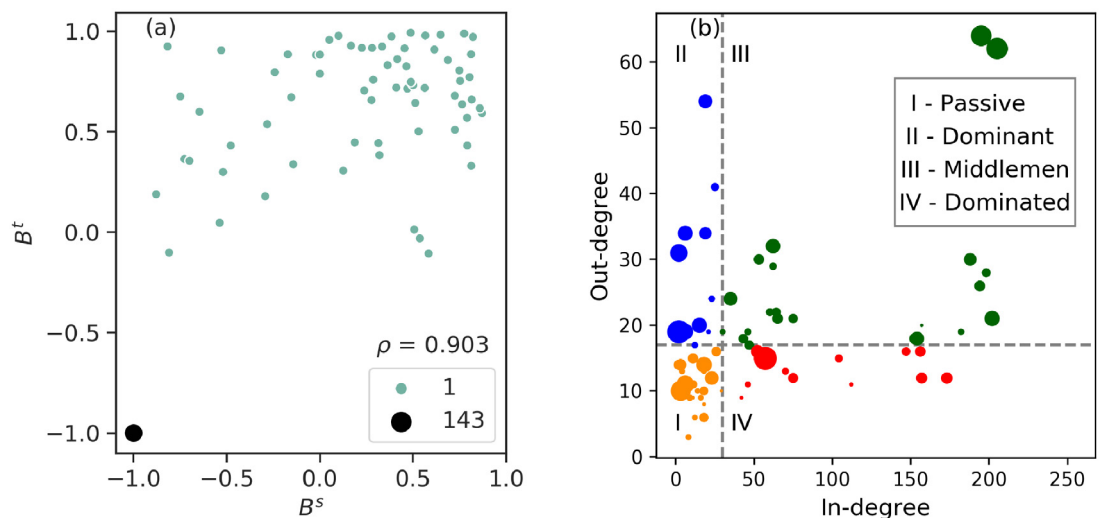 (a)
1.0
0.5
0.0
−0.5
−1.0
Bᵗ
ρ = 0.903
1
143
−1.0 −0.5 0.0 0.5 1.0
Bˢ
(b)
II III
I - Passive
II - Dominant
III - Middlemen
IV - Dominated
60
50
40
30
20
10
0
Out-degree
I IV
0 50 100 150 200 250
In-degree